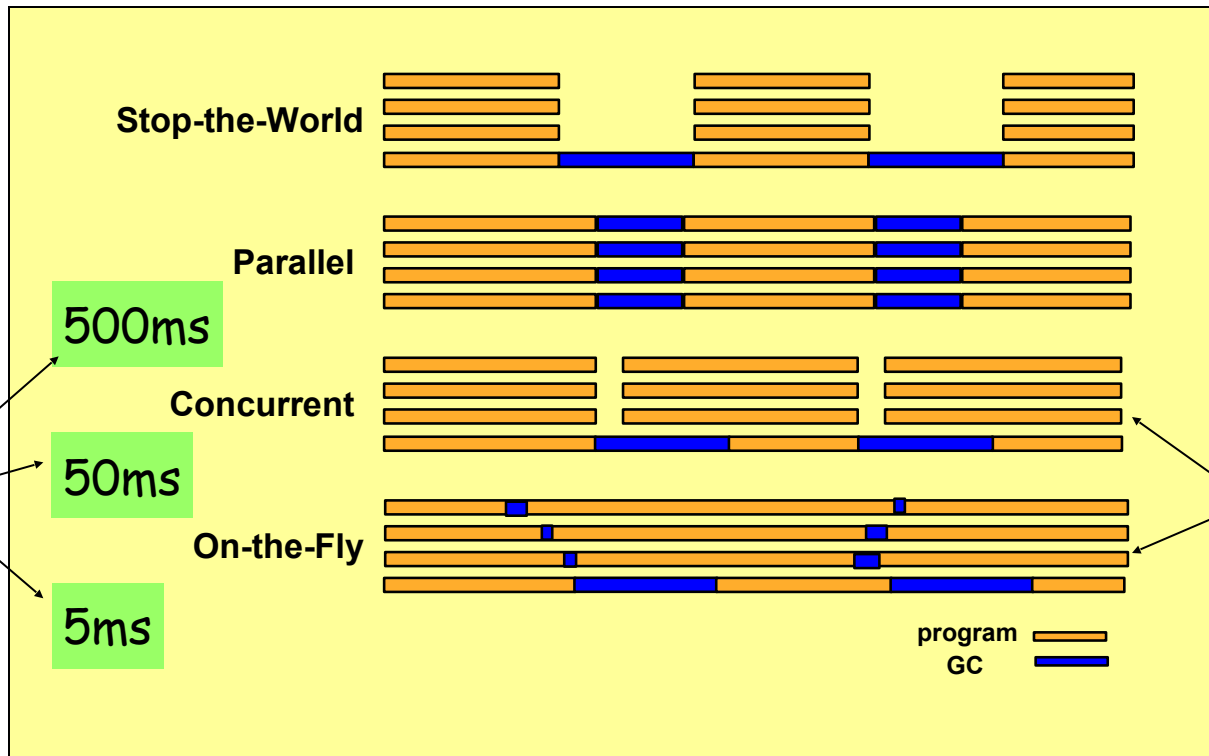 Stop-the-World
Parallel
500ms
Concurrent
50ms
On-the-Fly
5ms
program
GC